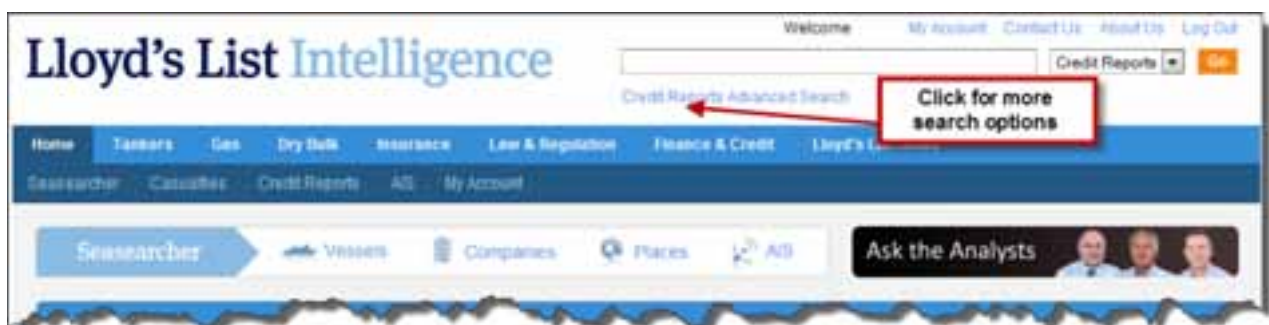 Welcome My Account Contact Us About Us Log Out
Lloyd's List Intelligence
Credit Reports Go
Credit Reports Advanced Search
Click for more
search options
Home Tankers Gas Dry Bulk Insurance Law & Regulation Finance & Credit Lloyd's
Seasearcher Casualties Credit Reports AIS My Account
Seasearcher Vessels Companies Places AIS
Ask the Analysts